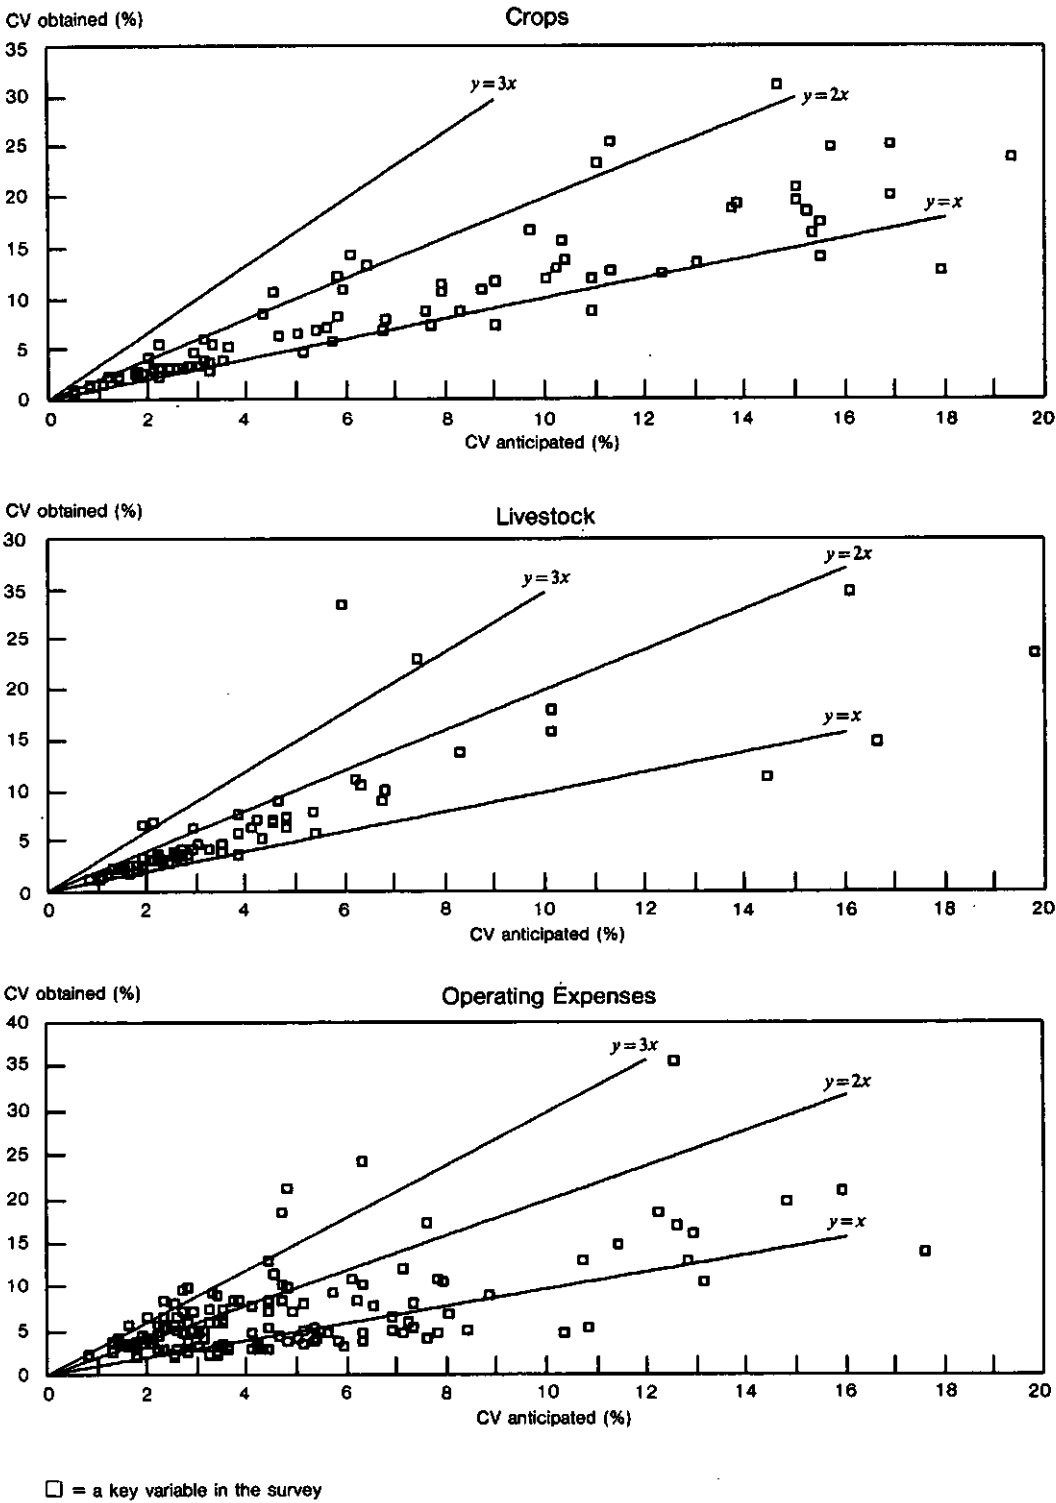 CV obtained (%)
Crops
35
30
25
20
15
10
5
0
y=3x
y=2x
y=x
0 2 4 6 8 10 12 14 16 18 20
CV anticipated (%)
CV obtained (%)
Livestock
30
35
25
20
15
10
5
0
y=3x
y=2x
y=x
0 2 4 6 8 10 12 14 16 18 20
CV anticipated (%)
CV obtained (%)
Operating Expenses
40
35
30
25
20
15
10
5
0
y=3x
y=2x
y=x
0 2 4 6 8 10 12 14 16 18 20
CV anticipated (%)
= a key variable in the survey